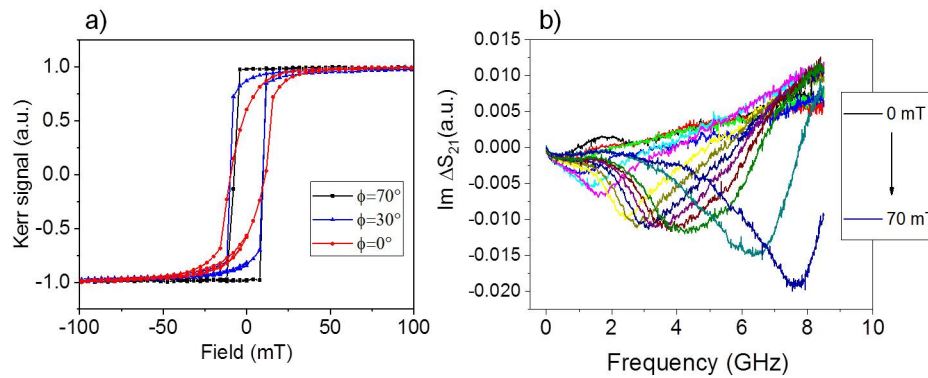 a)
1.0
0.5
0.0
-0.5
-1.0
Kerr signal (a.u.)
-100 -50 0 50 100
Field (mT)
ϕ=70°
ϕ=30°
ϕ=0°
b)
0.015
0.010
0.005
0.000
-0.005
-0.010
-0.015
-0.020
Im ΔS21(a.u.)
0 2 4 6 8 10
Frequency (GHz)
0 mT
70 mT